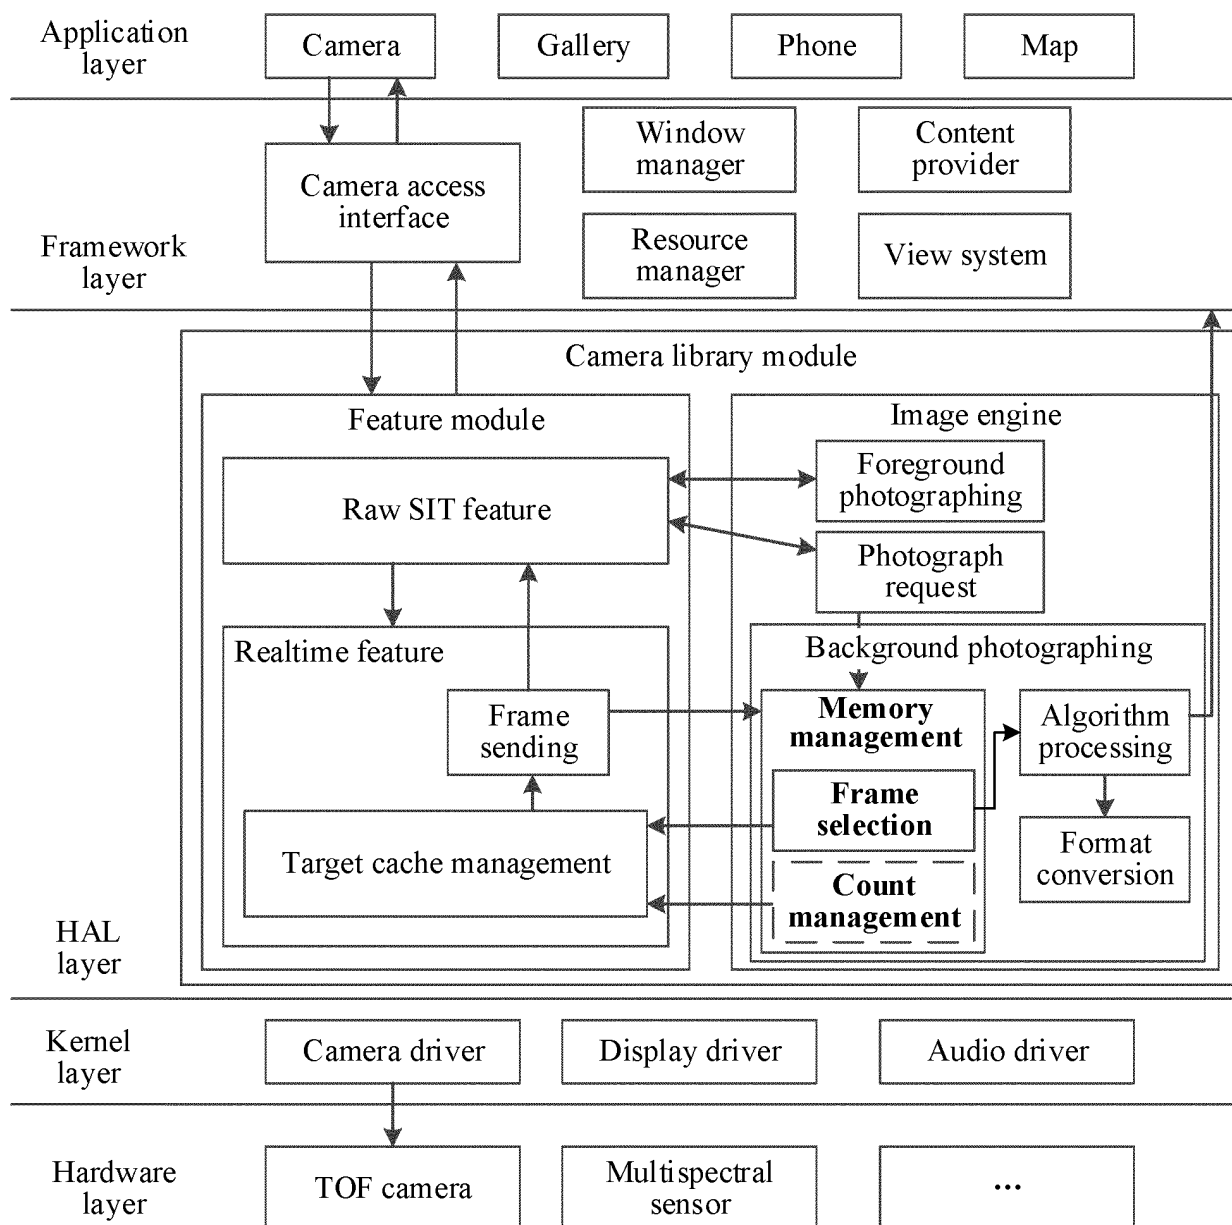 Application
layer
Camera
Gallery
Phone
Map
Framework
layer
Camera access
interface
Window
manager
Content
provider
Resource
manager
View system
HAL
layer
Camera library module
Feature module
Raw SIT feature
Realtime feature
Frame
sending
Target cache management
Image engine
Foreground
photographing
Photograph
request
Background photographing
Memory
management
Frame
selection
Count
management
Algorithm
processing
Format
conversion
Kernel
layer
Camera driver
Display driver
Audio driver
Hardware
layer
TOF camera
Multispectral
sensor
...